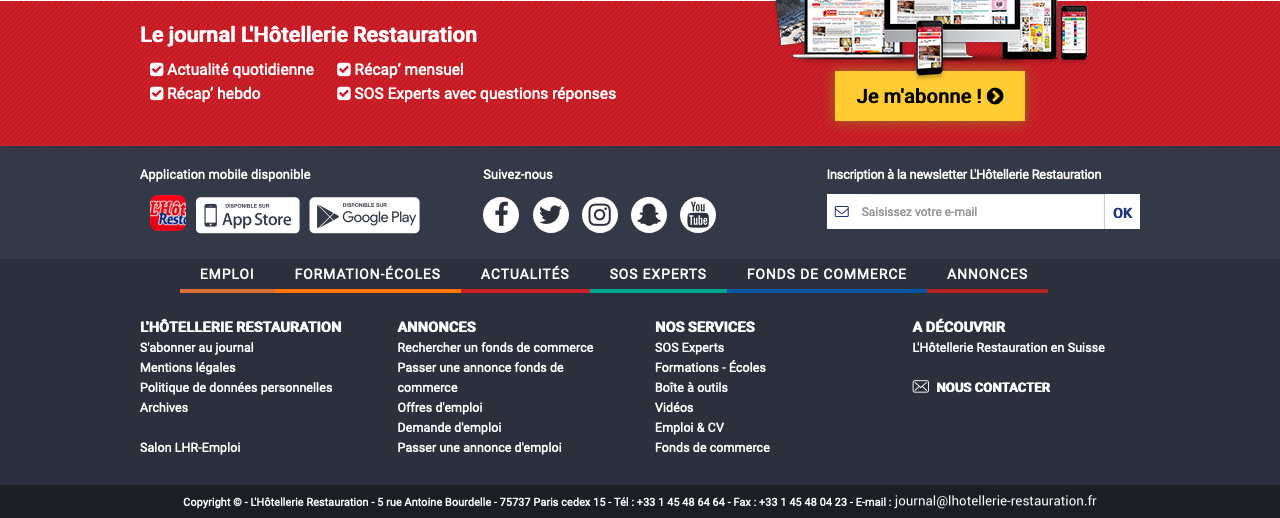 Le journal L'Hôtellerie Restauration
Actualité quotidienne
Récap’ mensuel
Récap’ hebdo
SOS Experts avec questions réponses
Je m'abonne !
Application mobile disponible
Suivez-nous
Inscription à la newsletter L'Hôtellerie Restauration
DISPONIBLE SUR
App Store
DISPONIBLE SUR
Google Play
You
Tube
Saisissez votre e-mail
OK
EMPLOI
FORMATION-ÉCOLES
ACTUALITÉS
SOS EXPERTS
FONDS DE COMMERCE
ANNONCES
L'HÔTELLERIE RESTAURATION
S'abonner au journal
Mentions légales
Politique de données personnelles
Archives
Salon LHR-Emploi
ANNONCES
Rechercher un fonds de commerce
Passer une annonce fonds de
commerce
Offres d'emploi
Demande d'emploi
Passer une annonce d'emploi
NOS SERVICES
SOS Experts
Formations - Écoles
Boîte à outils
Vidéos
Emploi & CV
Fonds de commerce
A DÉCOUVRIR
L'Hôtellerie Restauration en Suisse
NOUS CONTACTER
Copyright © - L'Hôtellerie Restauration - 5 rue Antoine Bourdelle - 75737 Paris cedex 15 - Tél : +33 1 45 48 64 64 - Fax : +33 1 45 48 04 23 - E-mail : journal@lhotellerie-restauration.fr